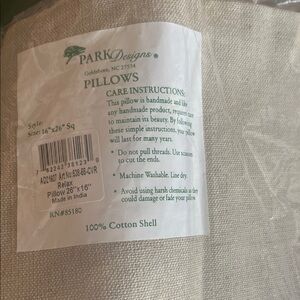 PARK Designs®
Goldsboro, NC 27534
PILLOWS
CARE INSTRUCTIONS:
This pillow is handmade and like
any handmade product, requires care
to maintain its beauty. By following
these simple instructions, your pillow
will last for many years.
• Do not pull threads. Use scissors
to cut the ends.
• Machine Washable. Line dry.
• Avoid using harsh chemicals as they
could damage or fade your pillow
Style:
Size: 16"x26" Sq
Relax
Pillow 26"x16"
Made in India
RN#85180
100% Cotton Shell